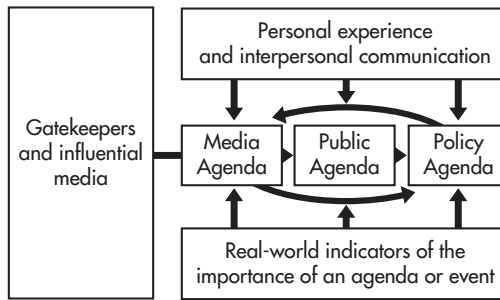 Personal experience
and interpersonal communication
Gatekeepers
and influential
media
Media
Agenda
Public
Agenda
Policy
Agenda
Real-world indicators of the
importance of an agenda or event